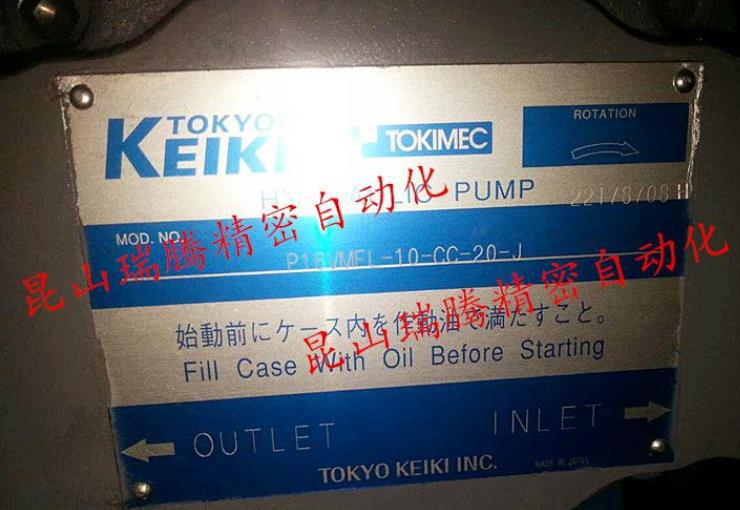 TOKYO
KEIKI
TOKIMEC
ROTATION
PUMP
MOD. NO.
昆山瑞腾精密自动化
始動前にケース内を作動油で満たすこと。
Fill Case With Oil Before Starting
昆山瑞腾精密自动化
OUTLET
INLET
TOKYO KEIKI INC.
MADE IN JAPAN